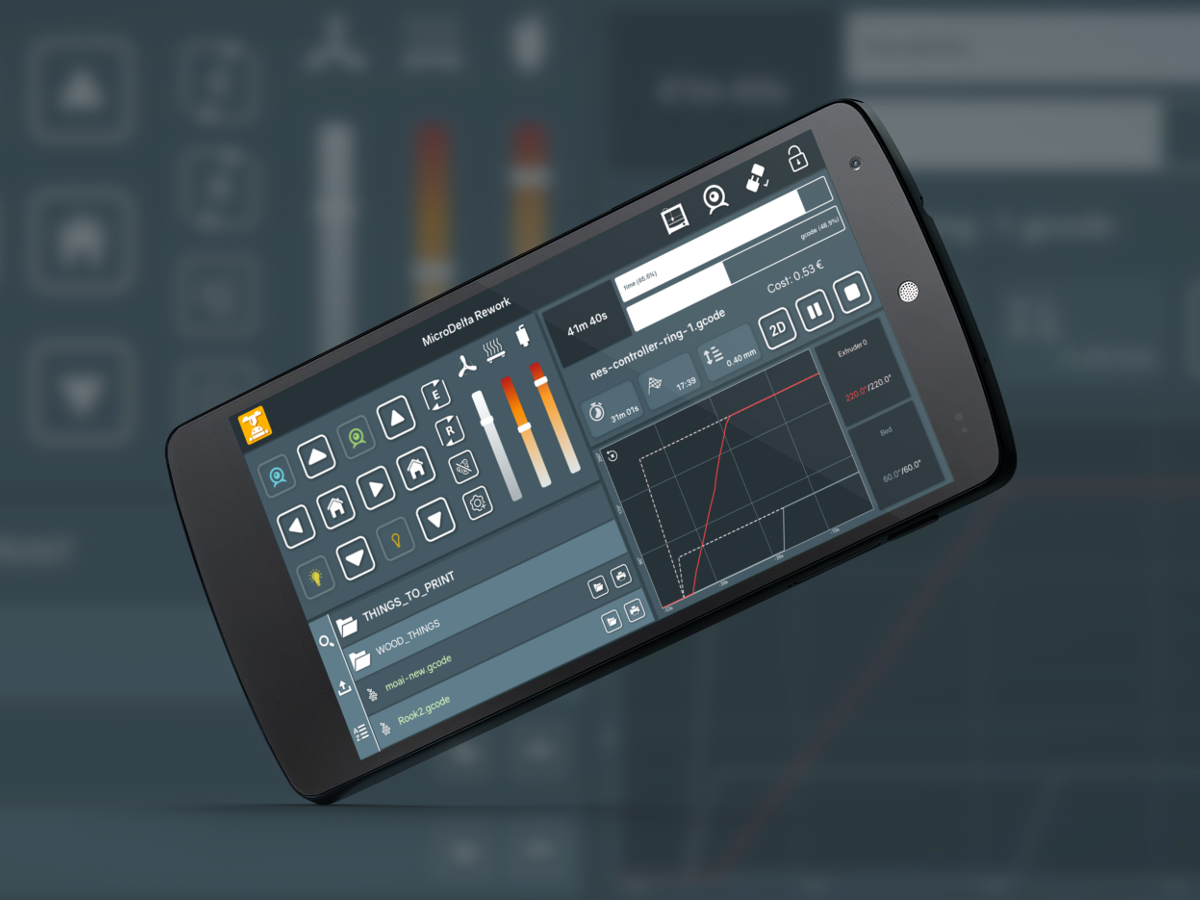 MicroDelta Rework
E
R
THINGS_TO_PRINT
WOOD_THINGS
moai-new.gcode
Rook2.gcode
41m 40s
time (85.6%)
gcode (48.9%)
Cost: 0.53 €
nes-controller-ring-1.gcode
31m 01s
17:39
0.40 mm
2D
Extruder 0
220.0°/220.0°
Bed
60.0°/60.0°